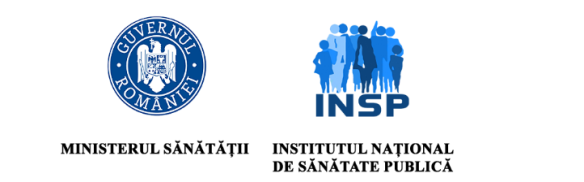 GUVERNUL ROMÂNIEI
INSP
MINISTERUL SĂNĂTĂȚII
INSTITUTUL NAȚIONAL
DE SĂNĂTATE PUBLICĂ